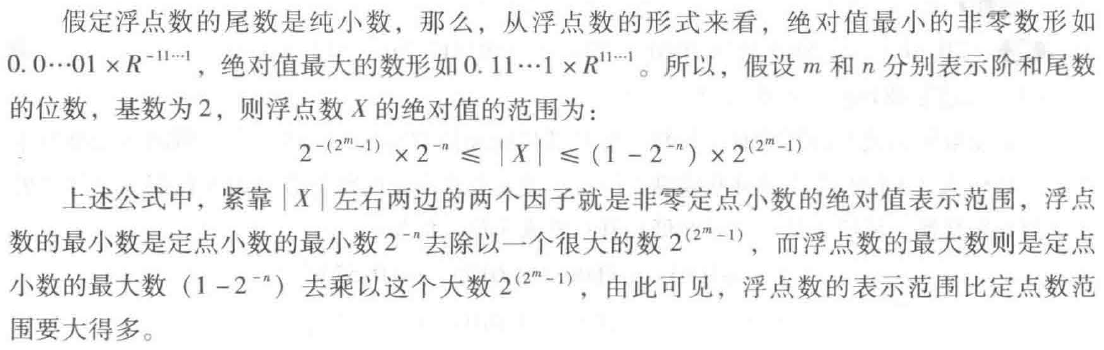 假定浮点数的尾数是纯小数，那么，从浮点数的形式来看，绝对值最小的非零数形如
0.0⋯01 × R^{-11⋯1}，绝对值最大的数形如 0.11⋯1 × R^{11⋯1}。所以，假设 m 和 n 分别表示阶和尾数
的位数，基数为 2，则浮点数 X 的绝对值的范围为：
2^{-(2^m-1)} × 2^{-n} ≤ |X| ≤ (1 - 2^{-n}) × 2^{(2^m-1)}
上述公式中，紧靠 |X| 左右两边的两个因子就是非零定点小数的绝对值表示范围，浮点
数的最小数是定点小数的最小数 2^{-n} 去除以一个很大的数 2^{(2^m-1)}，而浮点数的最大数则是定点
小数的最大数（1 - 2^{-n}）去乘以这个大数 2^{(2^m-1)}，由此可见，浮点数的表示范围比定点数范
围要大得多。